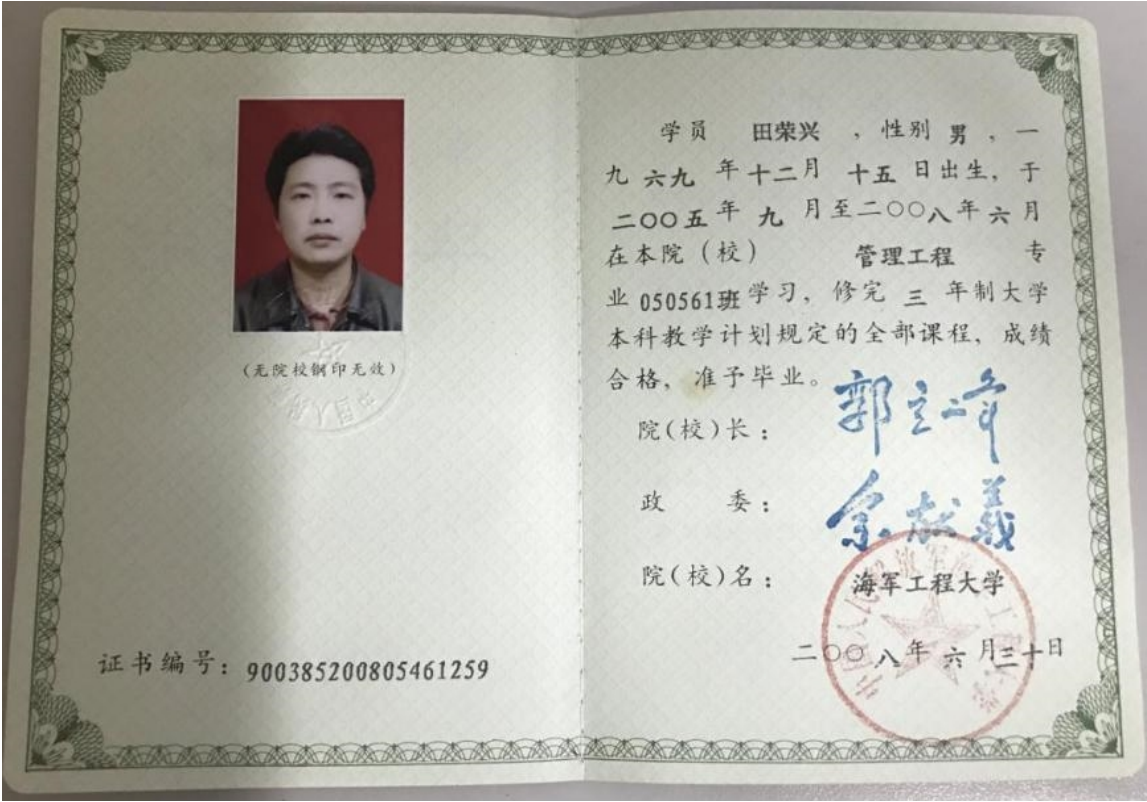 (无院校钢印无效)
证书编号：900385200805461259
学员 田荣兴 ，性别 男 ，一
九 六九 年 十二月 十五 日出生，于
二〇〇五年 九 月至二〇〇八年 六 月
在本院（校） 管理工程 专
业 050561班 学习，修完 三 年制大学
本科教学计划规定的全部课程，成绩
合格，准予毕业。
院(校)长：
政 委：
院(校)名： 海军工程大学
二〇〇八年 六 月三十日